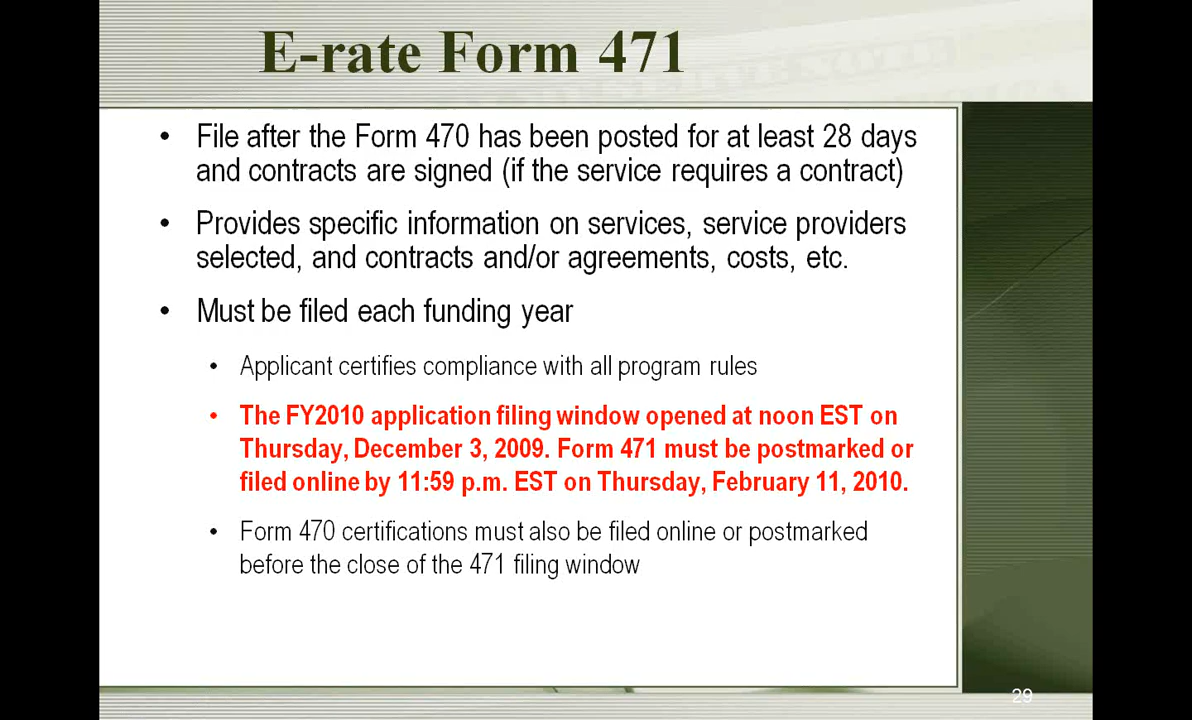 E-rate Form 471
• File after the Form 470 has been posted for at least 28 days
and contracts are signed (if the service requires a contract)
• Provides specific information on services, service providers
selected, and contracts and/or agreements, costs, etc.
• Must be filed each funding year
• Applicant certifies compliance with all program rules
• The FY2010 application filing window opened at noon EST on
Thursday, December 3, 2009. Form 471 must be postmarked or
filed online by 11:59 p.m. EST on Thursday, February 11, 2010.
• Form 470 certifications must also be filed online or postmarked
before the close of the 471 filing window
29